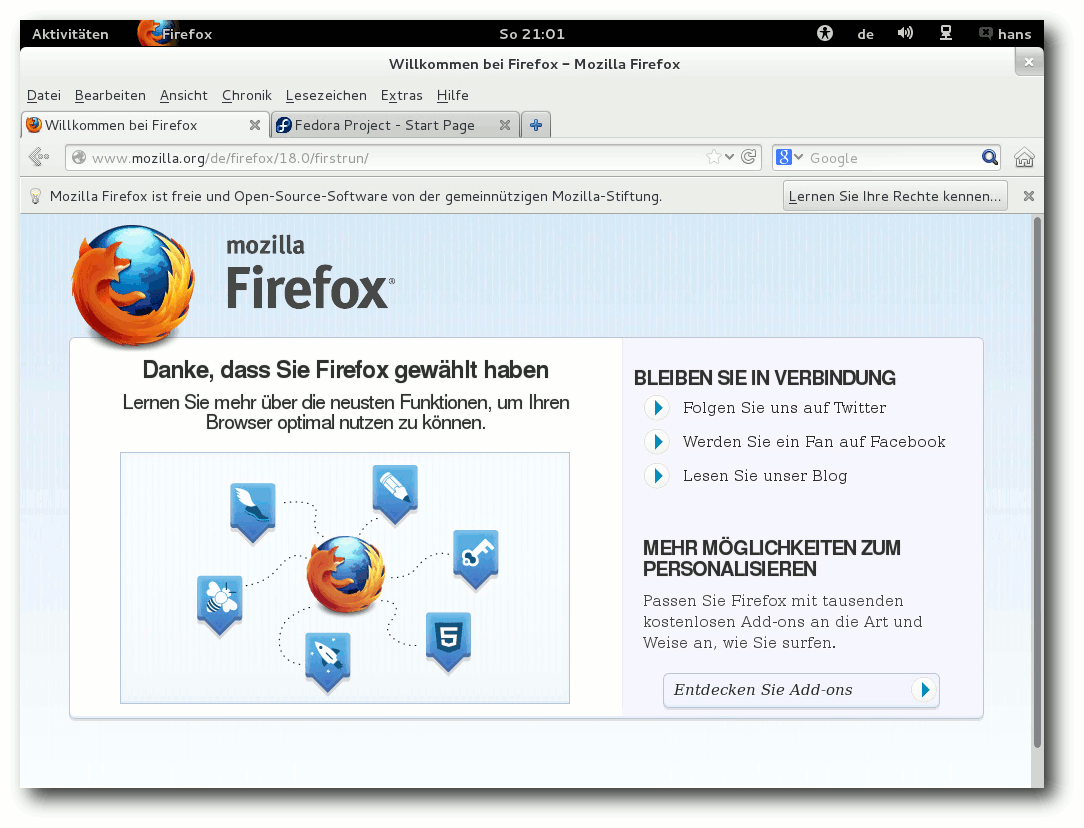 Aktivitäten Firefox So 21:01 de hans
Willkommen bei Firefox – Mozilla Firefox
Datei Bearbeiten Ansicht Chronik Lesezeichen Extras Hilfe
Willkommen bei Firefox Fedora Project - Start Page
www.mozilla.org/de/firefox/18.0/firstrun/ Google
Mozilla Firefox ist freie und Open-Source-Software von der gemeinnützigen Mozilla-Stiftung. Lernen Sie Ihre Rechte kennen...
mozilla
Firefox®
Danke, dass Sie Firefox gewählt haben
Lernen Sie mehr über die neusten Funktionen, um Ihren
Browser optimal nutzen zu können.
BLEIBEN SIE IN VERBINDUNG
Folgen Sie uns auf Twitter
Werden Sie ein Fan auf Facebook
Lesen Sie unser Blog
MEHR MÖGLICHKEITEN ZUM
PERSONALISIEREN
Passen Sie Firefox mit tausenden
kostenlosen Add-ons an die Art und
Weise an, wie Sie surfen.
Entdecken Sie Add-ons